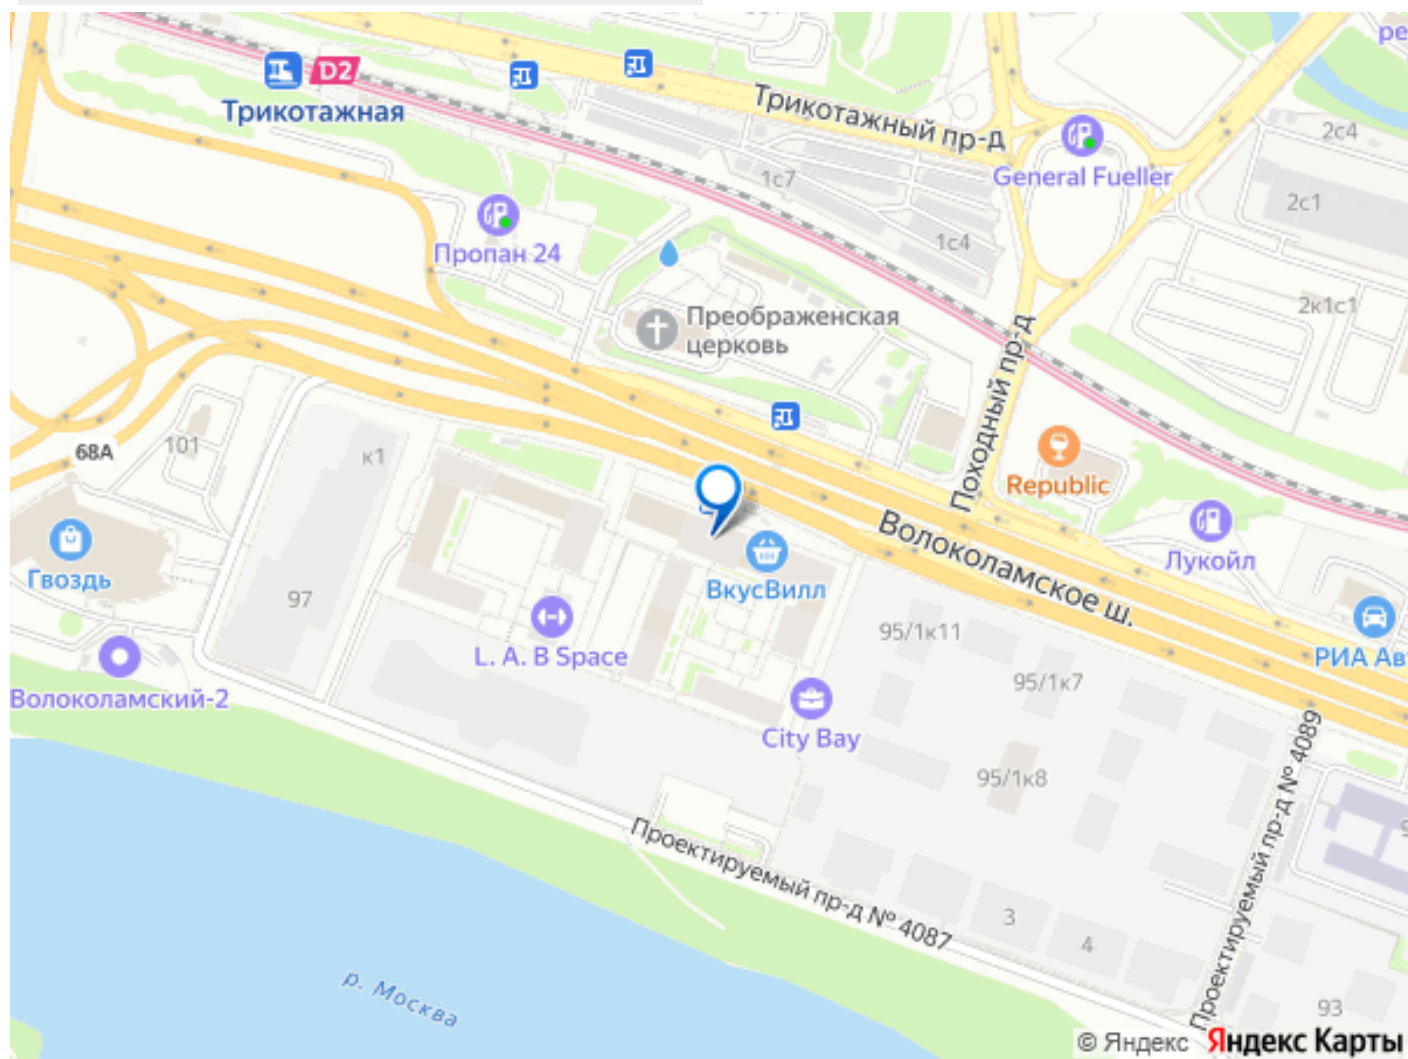 D2
Трикотажная
Трикотажный пр-д
General Fueller
2с4
2с1
1с7
1с4
2к1с1
Пропан 24
Преображенская
церковь
Походный пр-д
Republic
Лукойл
Волоколамское ш.
РИА Ав
68А
101
к1
Гвоздь
97
ВкусВилл
L. A. B Space
City Bay
Волоколамский-2
95/1к11
95/1к7
95/1к8
Проектируемый пр-д № 4089
Проектируемый пр-д № 4087
3
4
93
р. Москва
© Яндекс Яндекс Карты